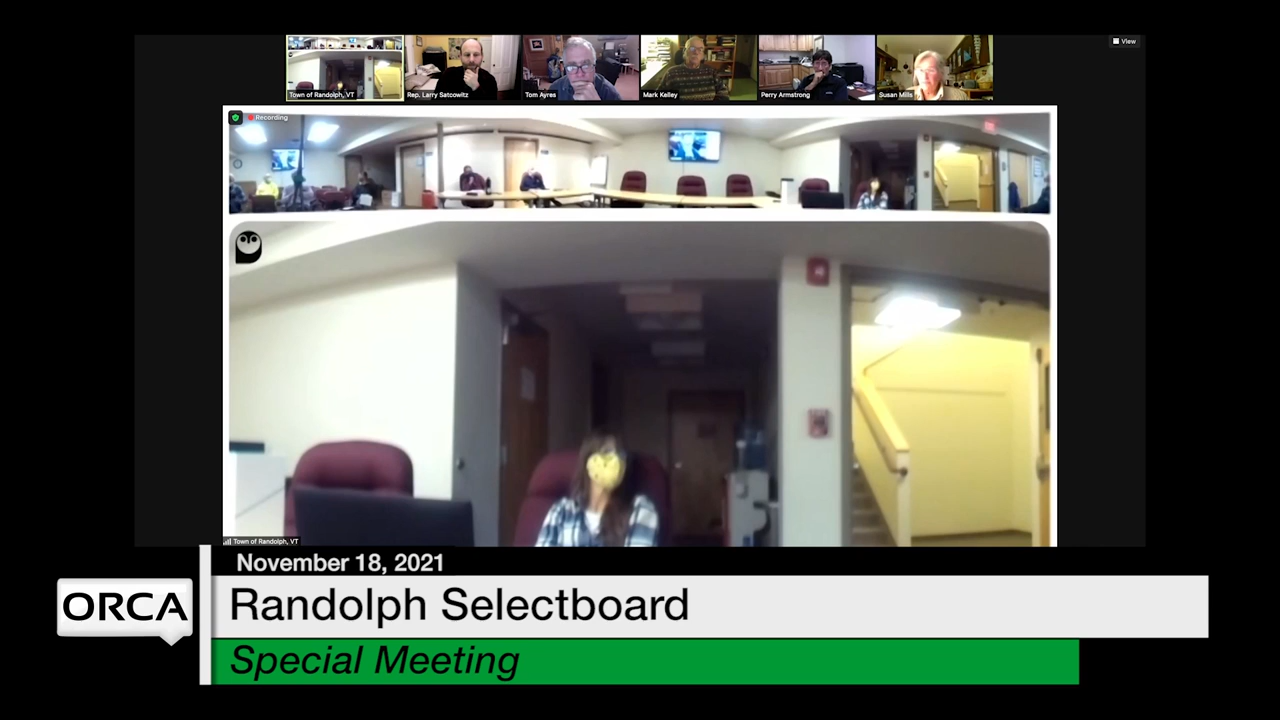 View
Town of Randolph, VT
Rep. Larry Satcowitz
Tom Ayres
Mark Kelley
Perry Armstrong
Susan Mills
Recording
Town of Randolph, VT
November 18, 2021
ORCA
Randolph Selectboard
Special Meeting